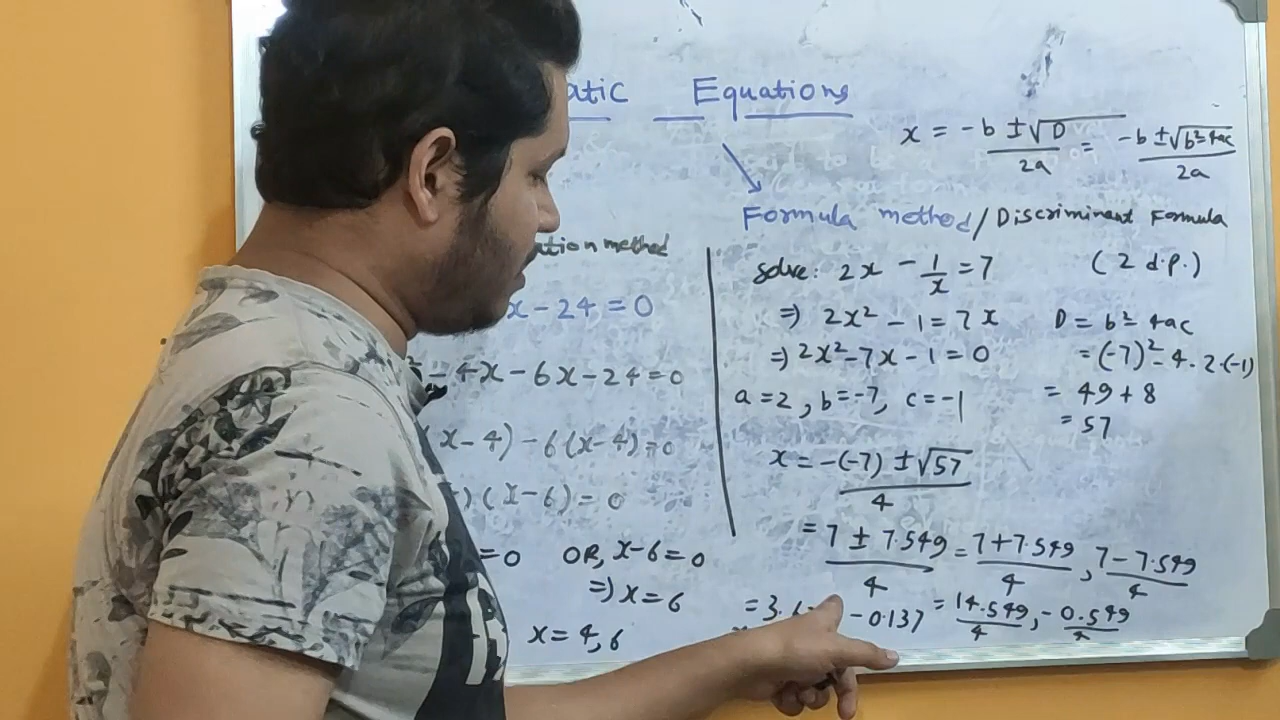 Equations
x = -b ± √D / 2a = -b ± √b²-4ac / 2a
Formula method / Discriminant Formula
method
x - 24 = 0
- 4x - 6x - 24 = 0
(x-4) - 6(x-4) = 0
)(x-6) = 0
= 0 OR, x-6 = 0
=) x = 6
x = 4,6
solve: 2x - 1/x = 7 (2 d.p.)
=) 2x² - 1 = 7x
=) 2x² - 7x - 1 = 0
a = 2, b = -7, c = -1
D = b² - 4ac
= (-7)² - 4 . 2 . (-1)
= 49 + 8
= 57
x = -(-7) ± √57 / 4
= 7 ± 7.549 / 4 = 7 + 7.549 / 4, 7 - 7.549 / 4
- 0.137 = 14.549 / 4, - 0.549 / 4